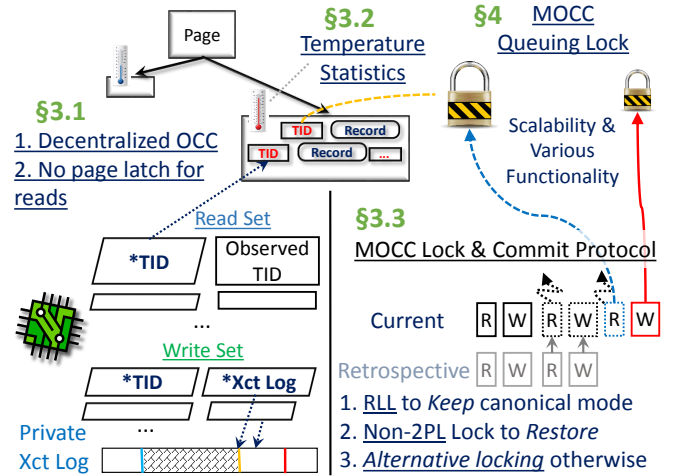 Page
§3.2
Temperature
Statistics
§4 MOCC
Queuing Lock
§3.1
1. Decentralized OCC
2. No page latch for
reads
TID
Record
TID
Record
...
Scalability &
Various
Functionality
Read Set
*TID
Observed
TID
...
Write Set
*TID
*Xct Log
...
Private
Xct Log
§3.3
MOCC Lock & Commit Protocol
Current R W R W R W
Retrospective R W R W
1. RLL to Keep canonical mode
2. Non-2PL Lock to Restore
3. Alternative locking otherwise